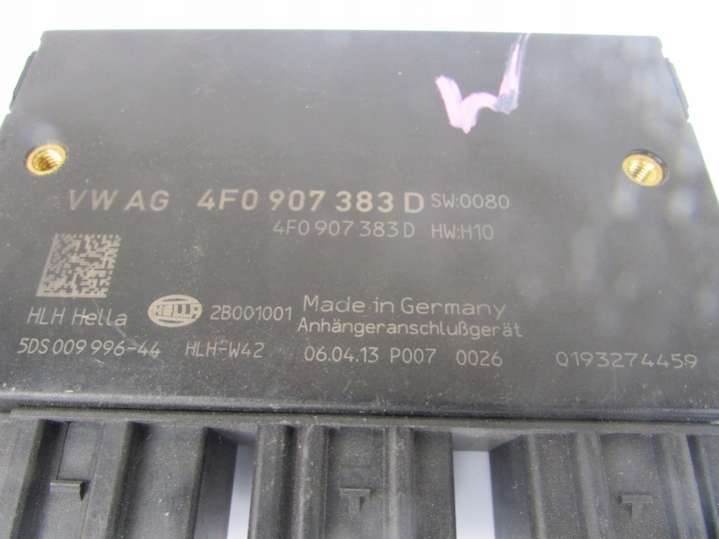 W
VW AG 4F0 907 383 D SW:0080
4F0 907 383 D HW:H10
HLH Hella HELLA 2B001001 Made in Germany
Anhängeranschlußgerät
5DS 009 996-44 HLH-W42 06.04.13 P007 0026 0193274459